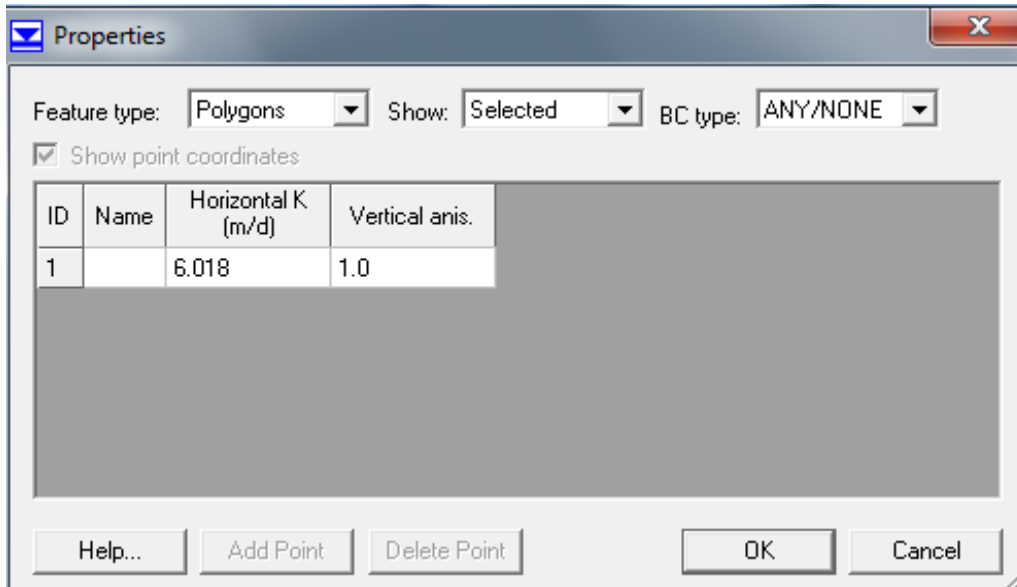 Properties
Feature type: Polygons Show: Selected BC type: ANY/NONE
Show point coordinates
ID Name Horizontal K (m/d) Vertical anis.
1 6.018 1.0
Help... Add Point Delete Point OK Cancel